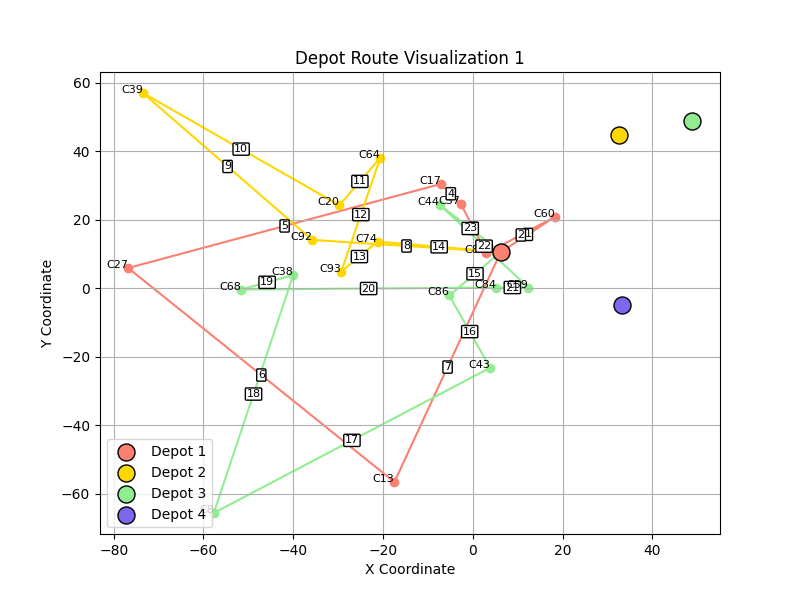 Depot Route Visualization 1
60
40
20
0
−20
−40
−60
−80
−60
−40
−20
0
20
40
X Coordinate
Y Coordinate
C39
10
9
C64
11
C17
4
C20
C44
12
5
23
C60
C92
C74
8
14
22
13
C93
C27
C38
15
19
C68
20
C84
C86
16
C43
7
6
18
17
C13
Depot 1
Depot 2
Depot 3
Depot 4